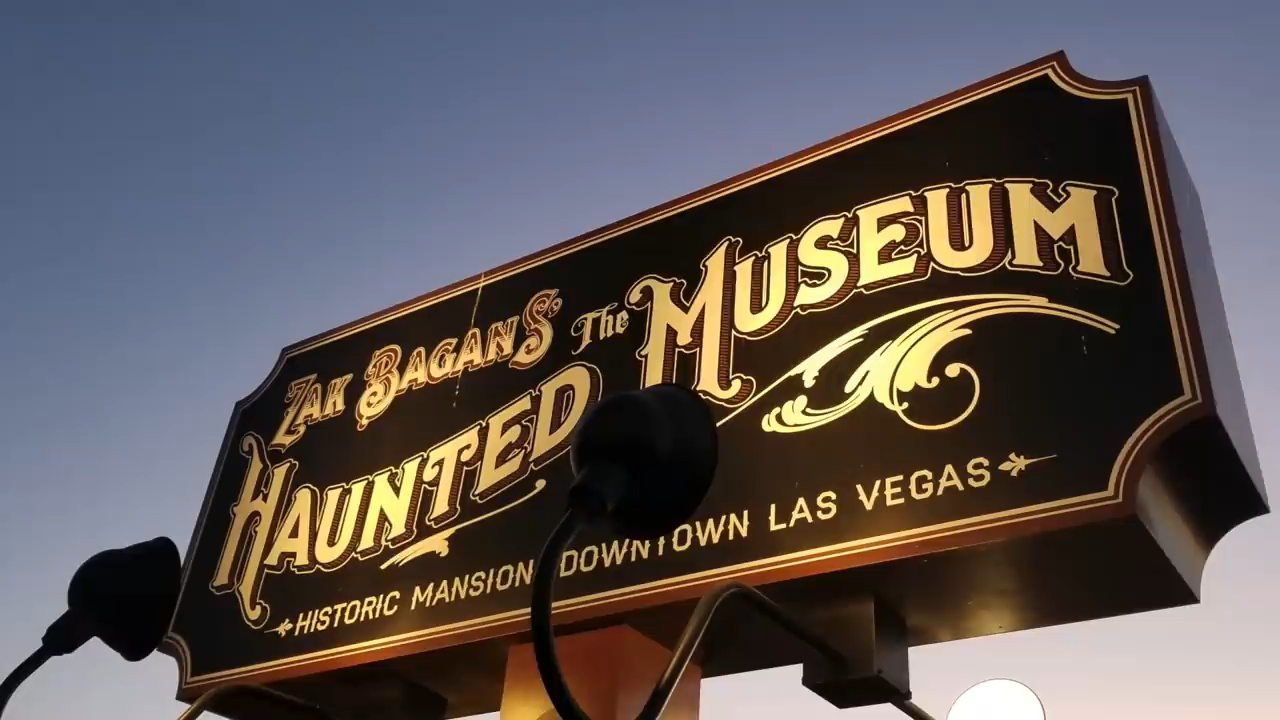 ZAK BAGANS' The
HAUNTED MUSEUM
HISTORIC MANSION DOWNTOWN LAS VEGAS